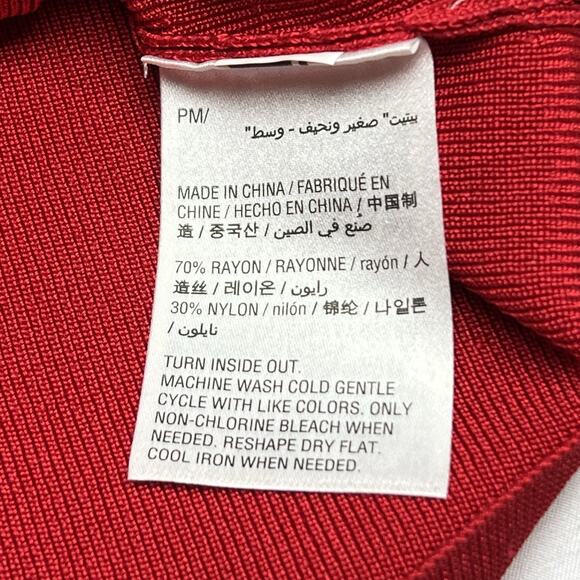 PM/
بيتيت" صغير ونحيف - وسط"
MADE IN CHINA / FABRIQUÉ EN
CHINE / HECHO EN CHINA / 中国制
造 / 중국산 / صُنع في الصين /
70% RAYON / RAYONNE / rayón / 人
造丝 / 레이온 / رايون /
30% NYLON / nilón / 锦纶 / 나일론
/ نايلون
TURN INSIDE OUT.
MACHINE WASH COLD GENTLE
CYCLE WITH LIKE COLORS. ONLY
NON-CHLORINE BLEACH WHEN
NEEDED. RESHAPE DRY FLAT.
COOL IRON WHEN NEEDED.